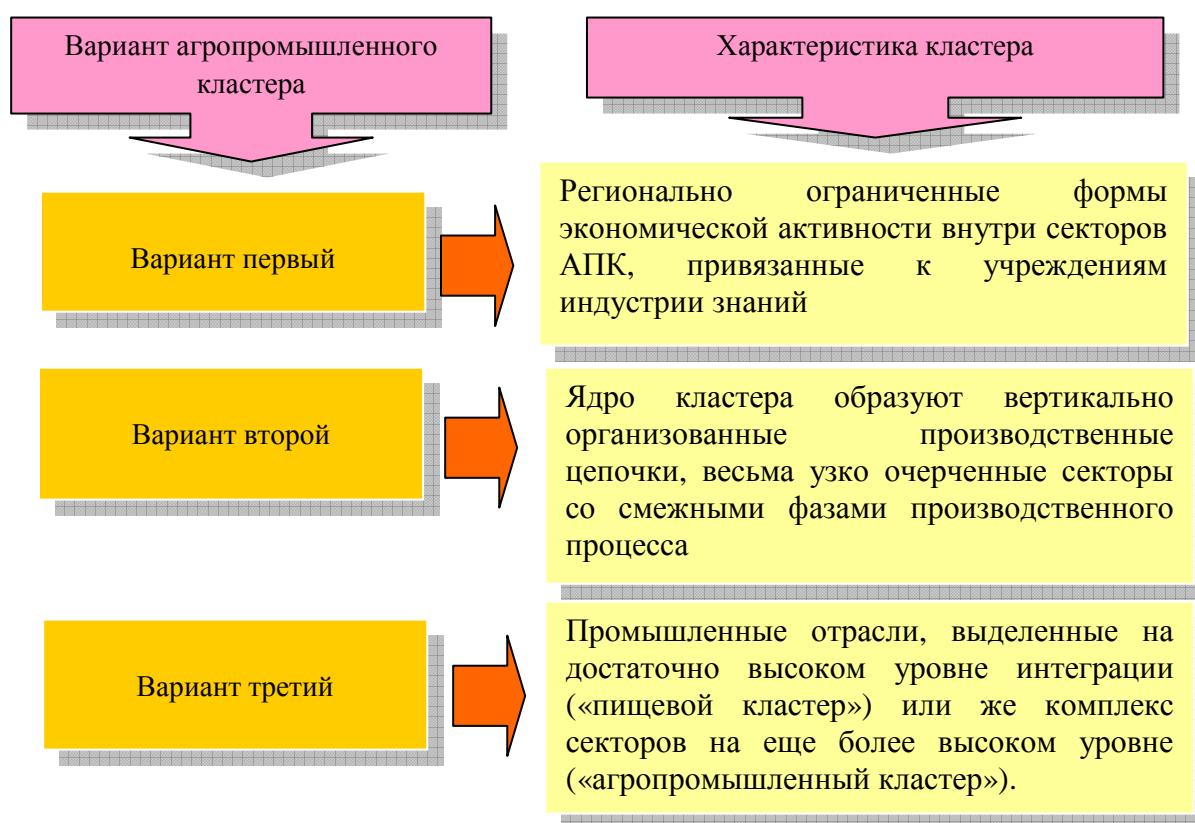 Вариант агропромышленного
кластера
Характеристика кластера
Вариант первый
Регионально ограниченные формы
экономической активности внутри секторов
АПК, привязанные к учреждениям
индустрии знаний
Вариант второй
Ядро кластера образуют вертикально
организованные производственные
цепочки, весьма узко очерченные секторы
со смежными фазами производственного
процесса
Вариант третий
Промышленные отрасли, выделенные на
достаточно высоком уровне интеграции
(«пищевой кластер») или же комплекс
секторов на еще более высоком уровне
(«агропромышленный кластер»).